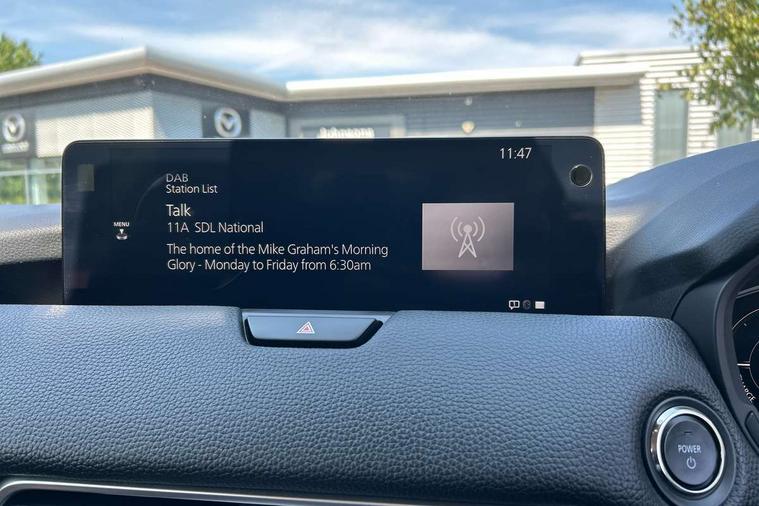 11:47
DAB
Station List
Talk
11A SDL National
MENU
The home of the Mike Graham's Morning
Glory - Monday to Friday from 6:30am
POWER